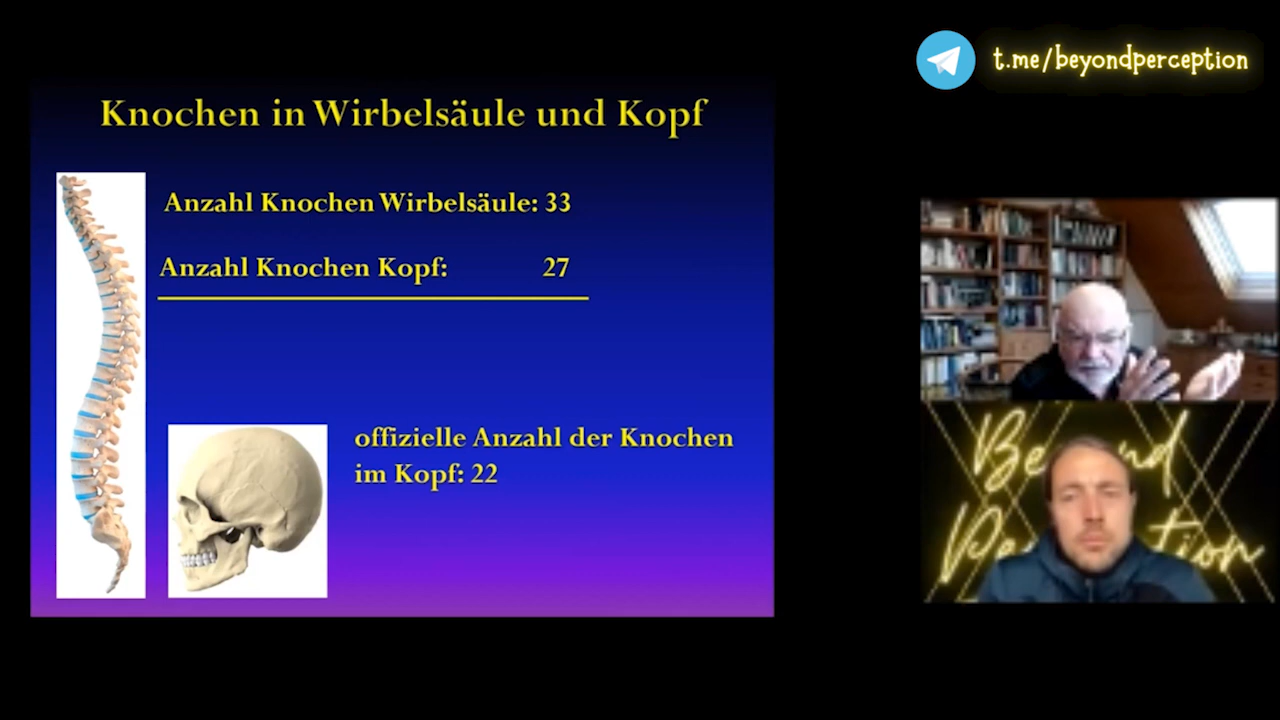 t.me/beyondperception
Knochen in Wirbelsäule und Kopf
Anzahl Knochen Wirbelsäule: 33
Anzahl Knochen Kopf: 27
offizielle Anzahl der Knochen
im Kopf: 22
Beyond